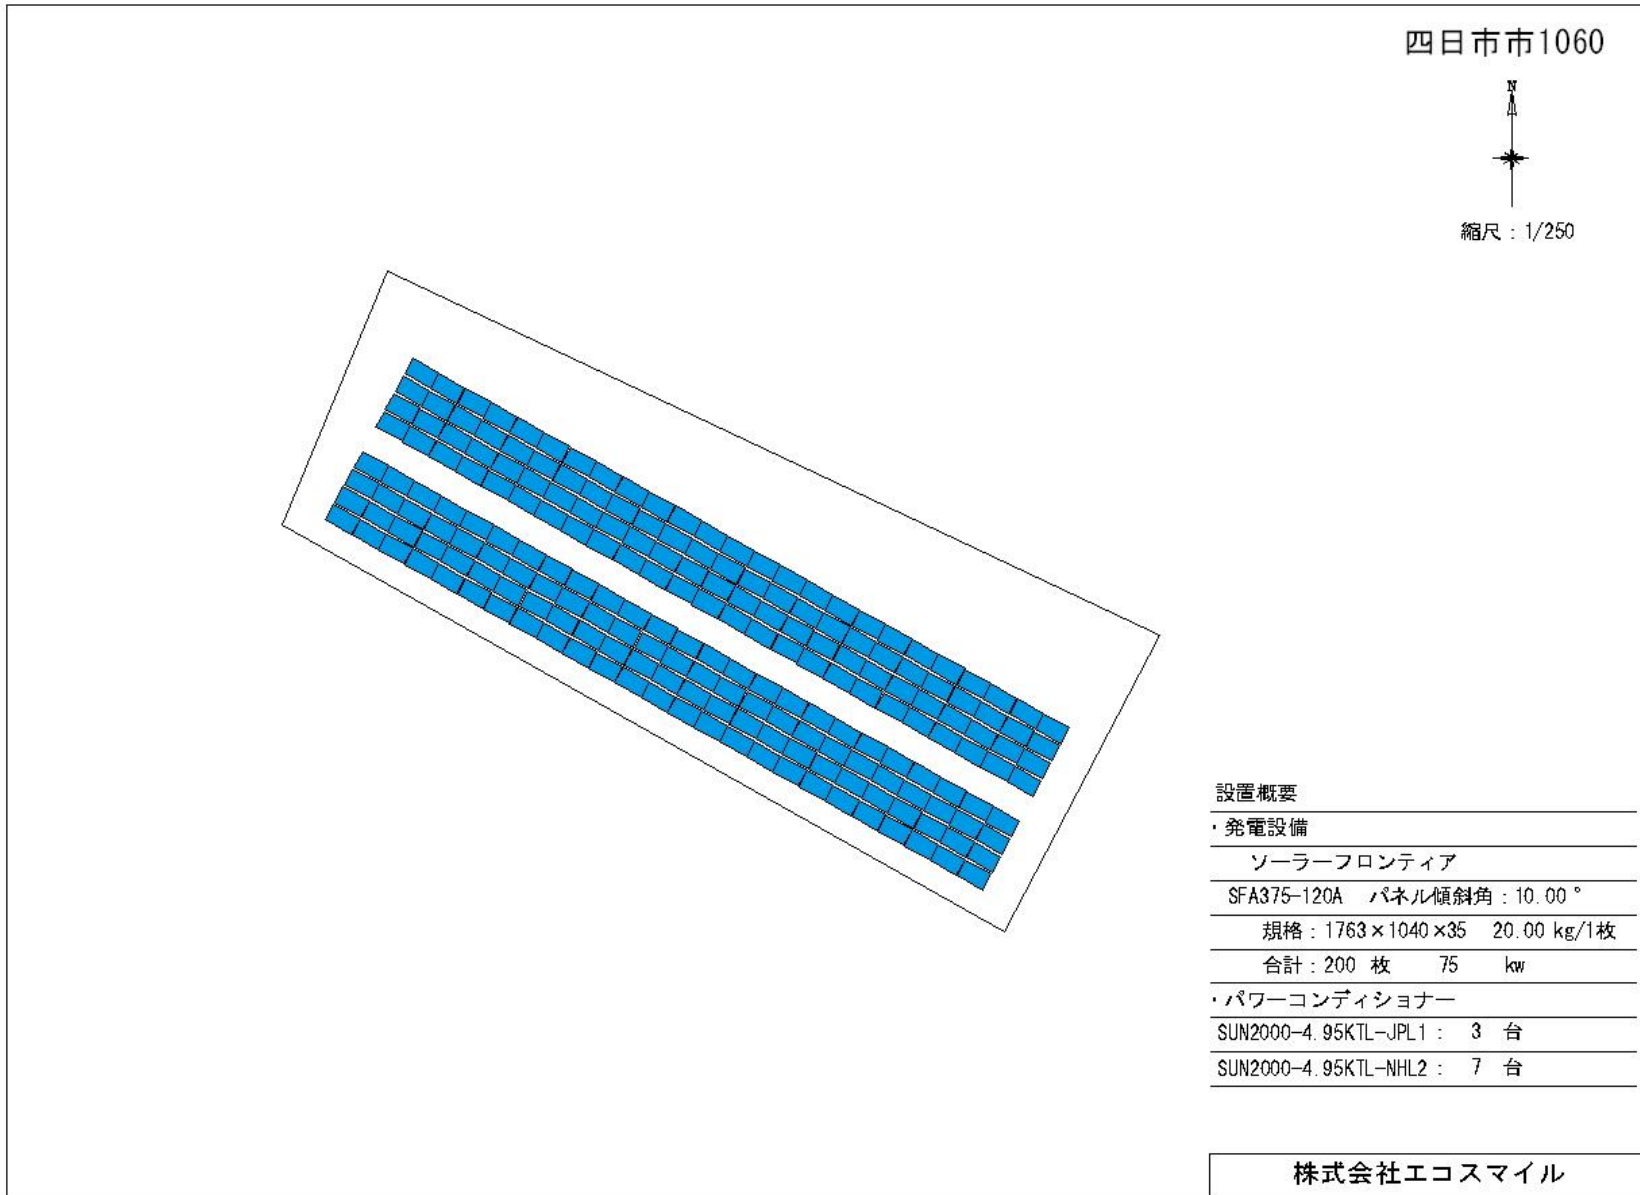 四日市市1060
N
縮尺：1/250
設置概要
・発電設備
ソーラーフロンティア
SFA375-120A パネル傾斜角：10.00°
規格：1763×1040×35 20.00 kg/1枚
合計：200 枚 75 kw
・パワーコンディショナー
SUN2000-4.95KTL-JPL1： 3 台
SUN2000-4.95KTL-NHL2： 7 台
株式会社エコスマイル